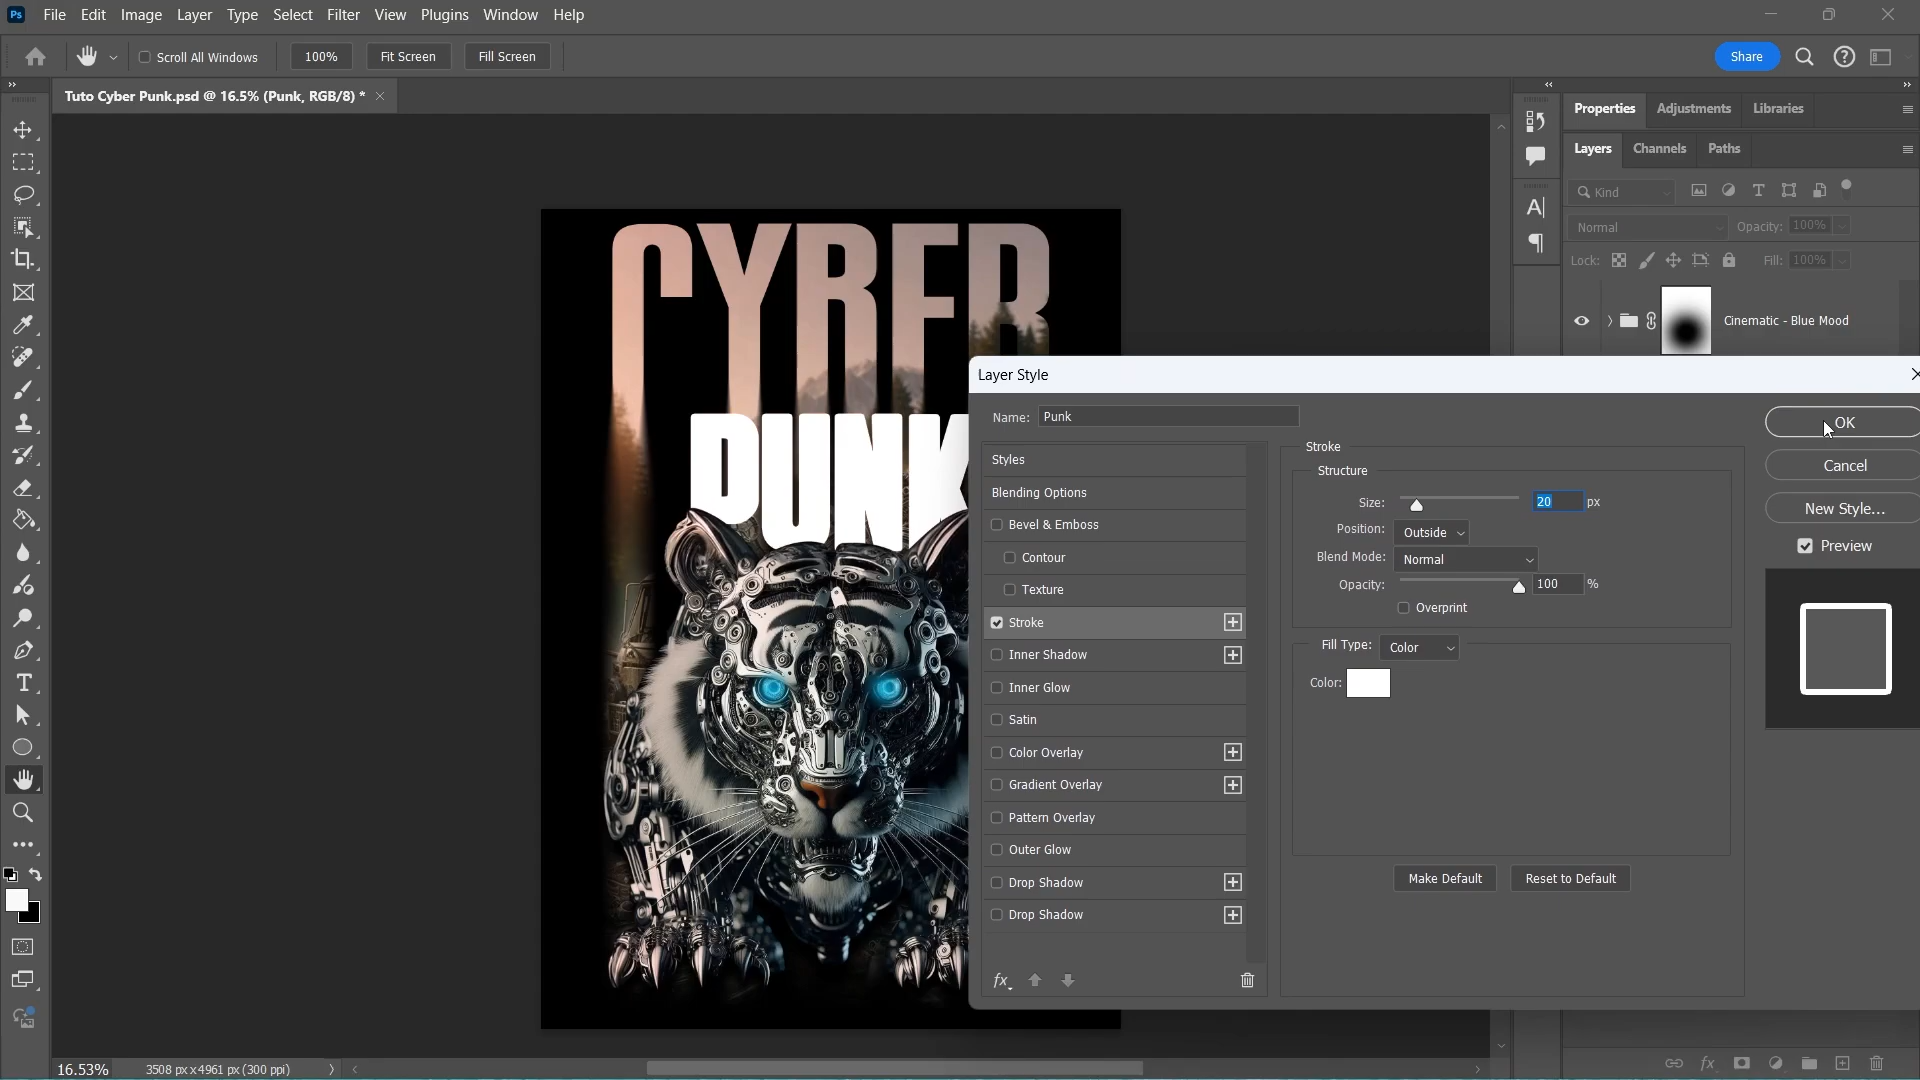 Ps File Edit Image Layer Type Select Filter View Plugins Window Help
Scroll All Windows 100% Fit Screen Fill Screen Share
Tuto Cyber Punk.psd @ 16.5% (Punk, RGB/8) *
Properties Adjustments Libraries
Layers Channels Paths
Kind
Normal Opacity: 100%
Lock: Fill: 100%
Cinematic - Blue Mood
CYBER
PUNK
Layer Style
Name: Punk
OK
Cancel
New Style...
Preview
Styles
Blending Options
Bevel & Emboss
Contour
Texture
Stroke
Inner Shadow
Inner Glow
Satin
Color Overlay
Gradient Overlay
Pattern Overlay
Outer Glow
Drop Shadow
Drop Shadow
fx
Stroke
Structure
Size: 20 px
Position: Outside
Blend Mode: Normal
Opacity: 100 %
Overprint
Fill Type: Color
Color:
Make Default Reset to Default
16.53% 3508 px x 4961 px (300 ppi)
fx